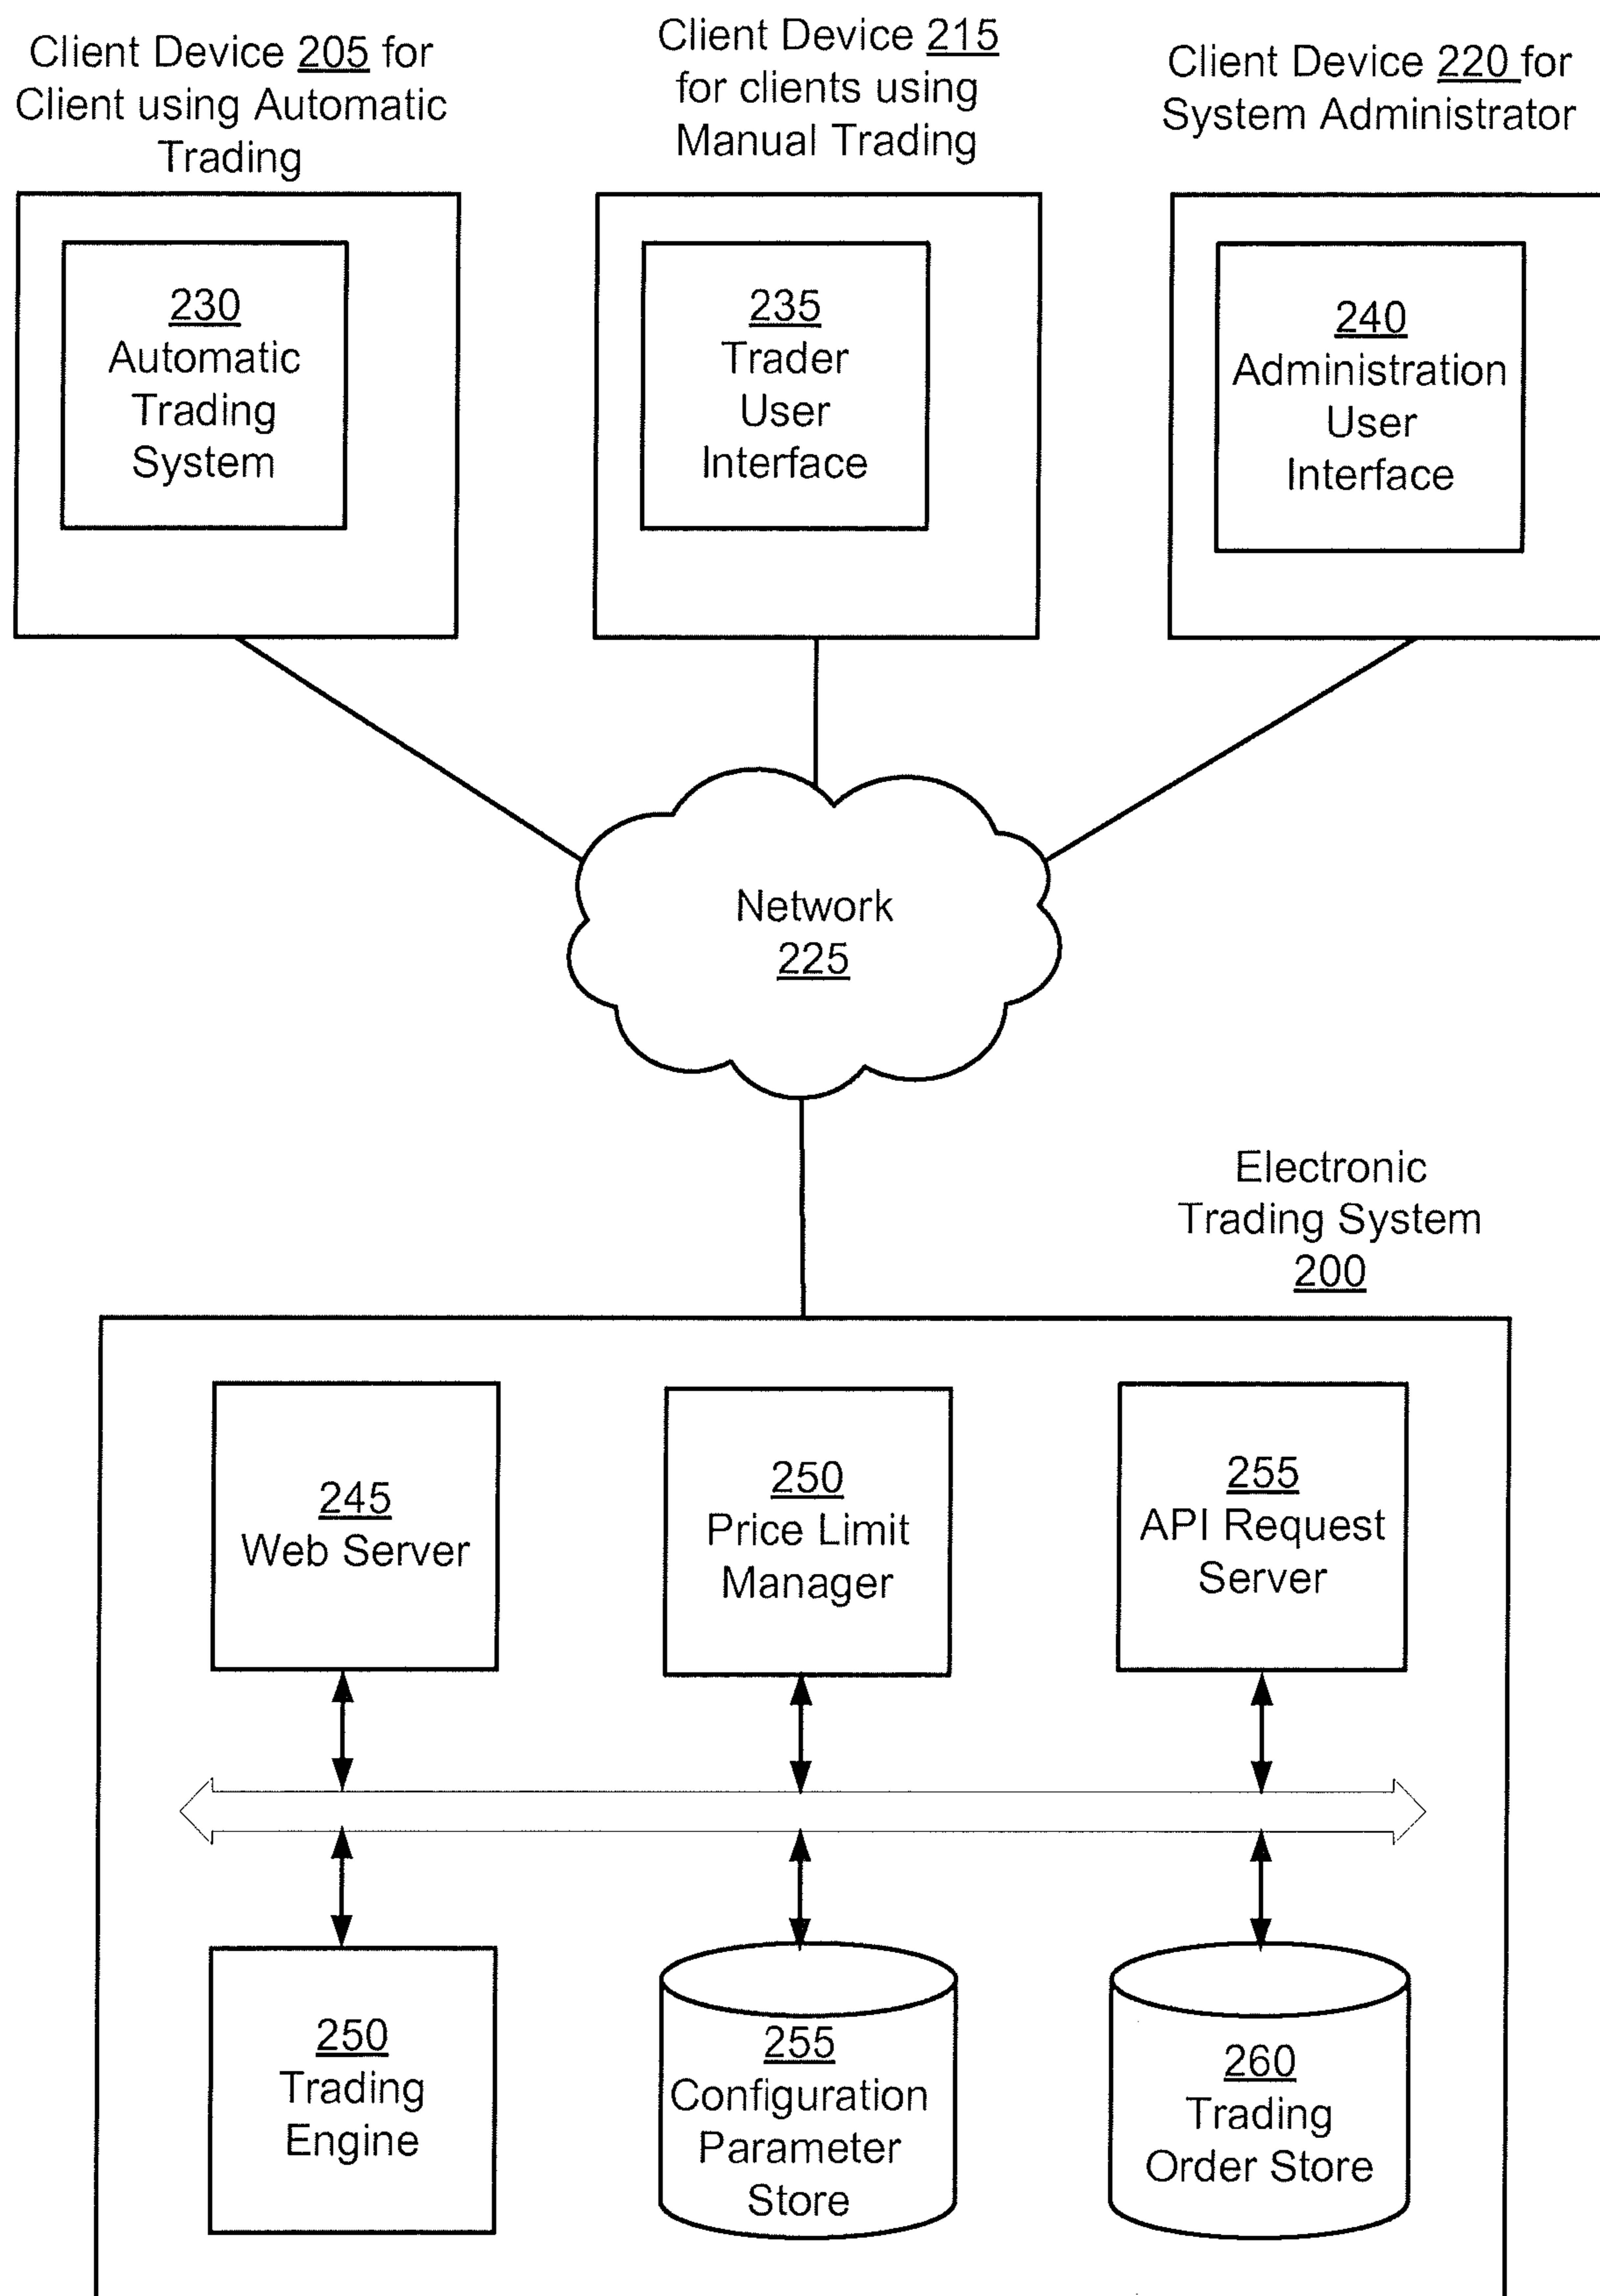 Client Device 205 for
Client using Automatic
Trading
Client Device 215
for clients using
Manual Trading
Client Device 220 for
System Administrator
230
Automatic
Trading
System
235
Trader
User
Interface
240
Administration
User
Interface
Network
225
Electronic
Trading System
200
245
Web Server
250
Price Limit
Manager
255
API Request
Server
250
Trading
Engine
255
Configuration
Parameter
Store
260
Trading
Order Store